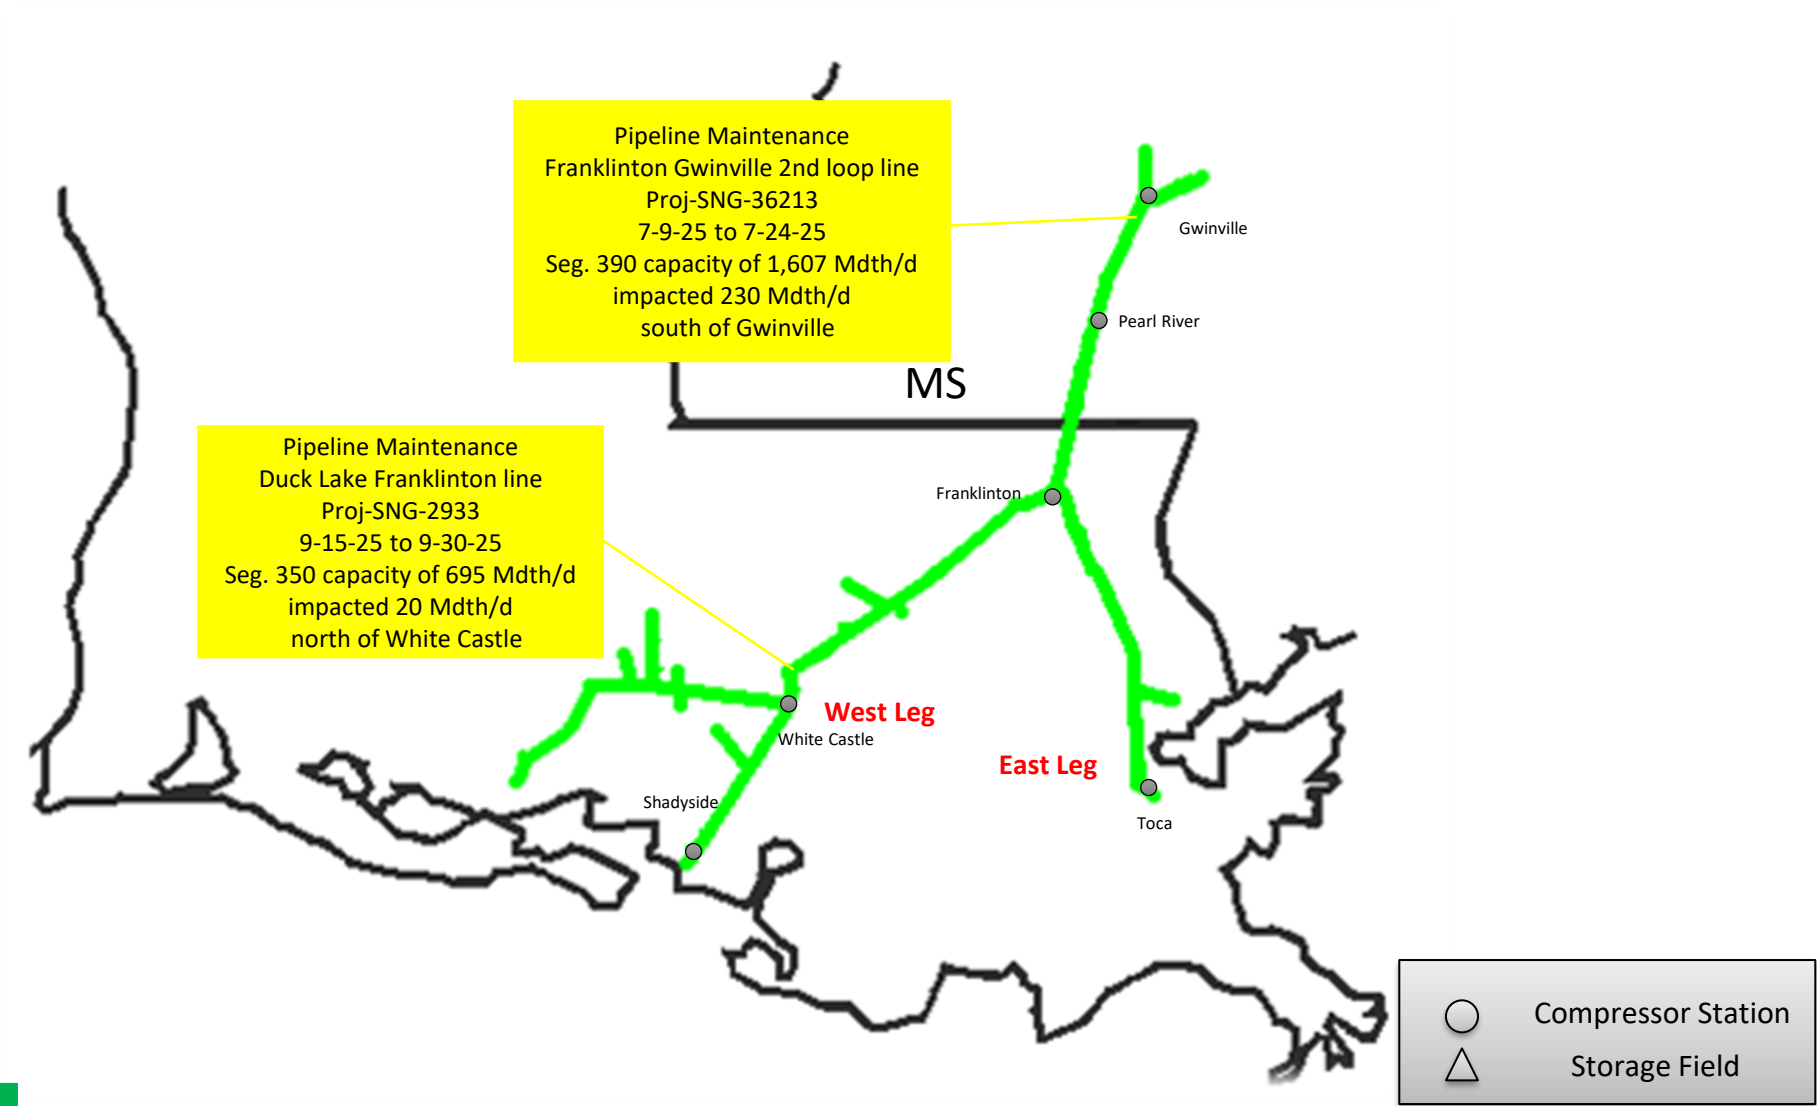 Pipeline Maintenance
Franklinton Gwinville 2nd loop line
Proj-SNG-36213
7-9-25 to 7-24-25
Seg. 390 capacity of 1,607 Mdth/d
impacted 230 Mdth/d
south of Gwinville
Gwinville
Pearl River
MS
Pipeline Maintenance
Duck Lake Franklinton line
Proj-SNG-2933
9-15-25 to 9-30-25
Seg. 350 capacity of 695 Mdth/d
impacted 20 Mdth/d
north of White Castle
Franklinton
West Leg
White Castle
East Leg
Shadyside
Toca
Compressor Station
Storage Field